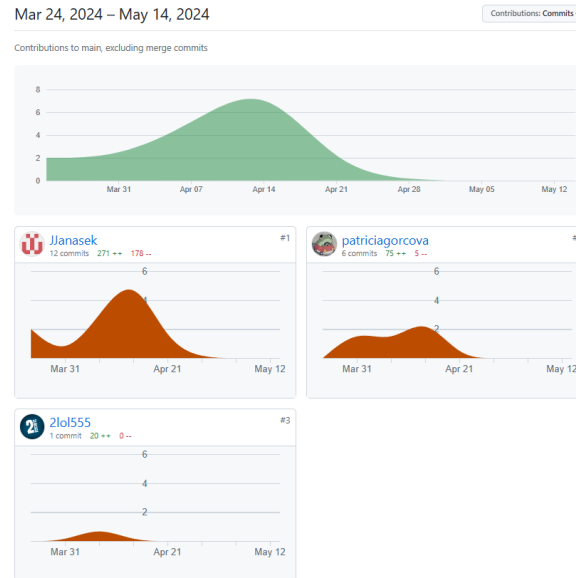 Mar 24, 2024 – May 14, 2024
Contributions: Commits
Contributions to main, excluding merge commits
8
6
4
2
0
Mar 31 Apr 07 Apr 14 Apr 21 Apr 28 May 05 May 12
JJanasek #1
12 commits 271 ++ 178 --
6
4
2
Mar 31 Apr 21 May 12
patriciagorcova #
6 commits 75 ++ 5 --
6
4
2
Mar 31 Apr 21 May 12
2lol555 #3
1 commit 20 ++ 0 --
6
4
2
Mar 31 Apr 21 May 12